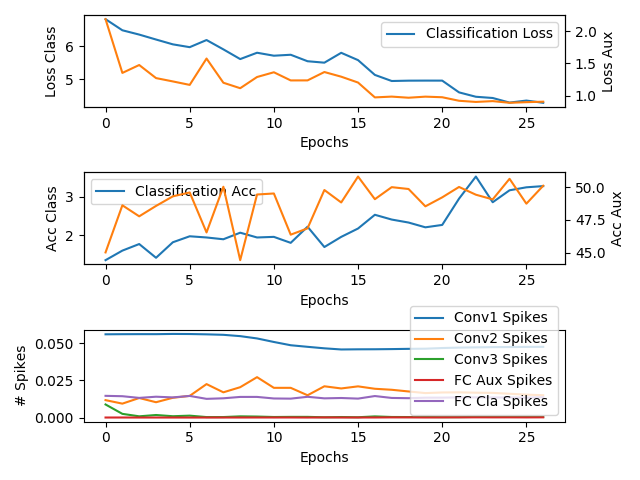 Classification Loss
Loss Class
6
5
2.0
1.5
1.0
Loss Aux
0 5 10 15 20 25
Epochs
Classification Acc
Acc Class
3
2
50.0
47.5
45.0
Acc Aux
0 5 10 15 20 25
Epochs
Conv1 Spikes
Conv2 Spikes
Conv3 Spikes
FC Aux Spikes
FC Cla Spikes
# Spikes
0.050
0.025
0.000
0 5 10 15 20 25
Epochs